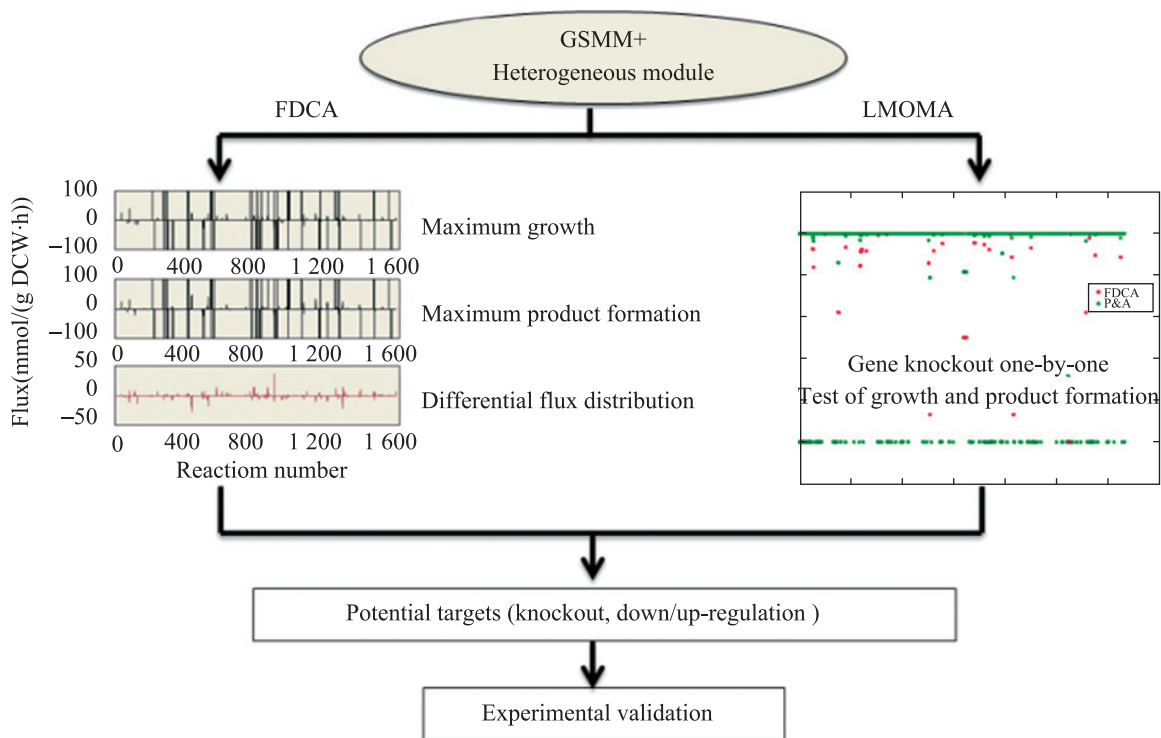 GSMM+
Heterogeneous module
FDCA
LMOMA
Flux(mmol/(g DCW·h))
100
0
−100
0 400 800 1 200 1 600
Maximum growth
100
0
−100
0 400 800 1 200 1 600
Maximum product formation
50
0
−50
0 400 800 1 200 1 600
Differential flux distribution
Reactiom number
FDCA
P&A
Gene knockout one-by-one
Test of growth and product formation
Potential targets (knockout, down/up-regulation )
Experimental validation